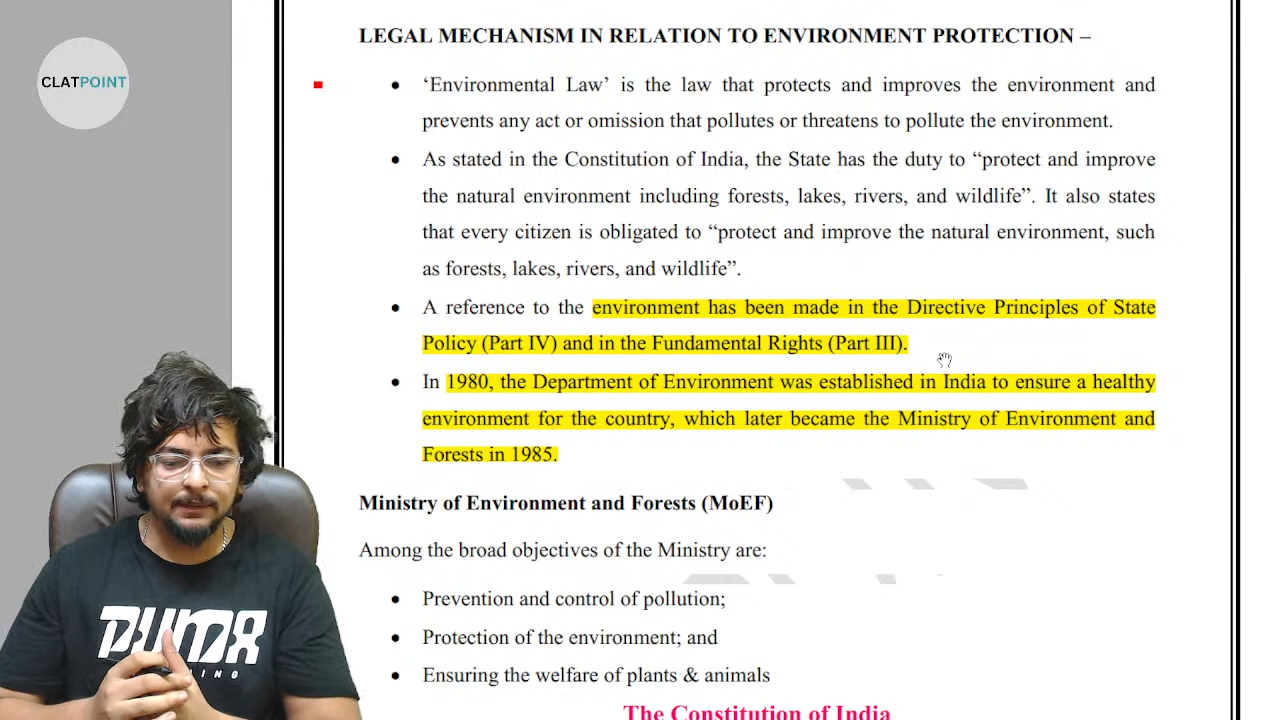 CLATPOINT
LEGAL MECHANISM IN RELATION TO ENVIRONMENT PROTECTION –
• ‘Environmental Law’ is the law that protects and improves the environment and
prevents any act or omission that pollutes or threatens to pollute the environment.
• As stated in the Constitution of India, the State has the duty to “protect and improve
the natural environment including forests, lakes, rivers, and wildlife”. It also states
that every citizen is obligated to “protect and improve the natural environment, such
as forests, lakes, rivers, and wildlife”.
• A reference to the environment has been made in the Directive Principles of State
Policy (Part IV) and in the Fundamental Rights (Part III).
• In 1980, the Department of Environment was established in India to ensure a healthy
environment for the country, which later became the Ministry of Environment and
Forests in 1985.
Ministry of Environment and Forests (MoEF)
Among the broad objectives of the Ministry are:
• Prevention and control of pollution;
• Protection of the environment; and
• Ensuring the welfare of plants & animals
The Constitution of India